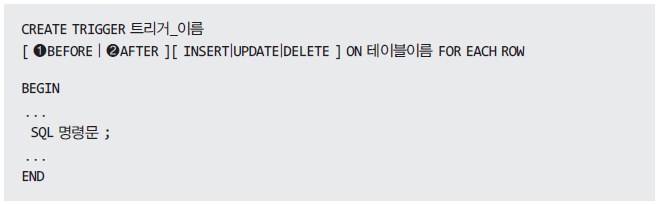 CREATE TRIGGER 트리거_이름
[ ❶BEFORE | ❷AFTER ][ INSERT|UPDATE|DELETE ] ON 테이블이름 FOR EACH ROW
BEGIN
...
SQL 명령문 ;
...
END